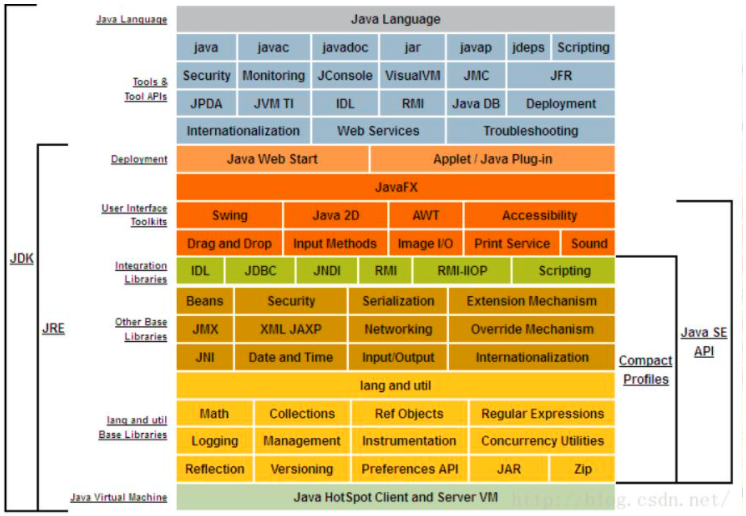 Java Language
Java Language
java javac javadoc jar javap jdeps Scripting
Security Monitoring JConsole VisualVM JMC JFR
Tools &
Tool APIs
JPDA JVM TI IDL RMI Java DB Deployment
Internationalization Web Services Troubleshooting
Deployment
Java Web Start Applet / Java Plug-in
JavaFX
User Interface
Toolkits
Swing Java 2D AWT Accessibility
Drag and Drop Input Methods Image I/O Print Service Sound
Integration
Libraries
IDL JDBC JNDI RMI RMI-IIOP Scripting
JDK
JRE
Other Base
Libraries
Beans Security Serialization Extension Mechanism
JMX XML JAXP Networking Override Mechanism
JNI Date and Time Input/Output Internationalization
Java SE
API
Compact
Profiles
lang and util
lang and util
Base Libraries
Math Collections Ref Objects Regular Expressions
Logging Management Instrumentation Concurrency Utilities
Reflection Versioning Preferences API JAR Zip
Java Virtual Machine
Java HotSpot Client and Server VM
http://blog.csdn.net/